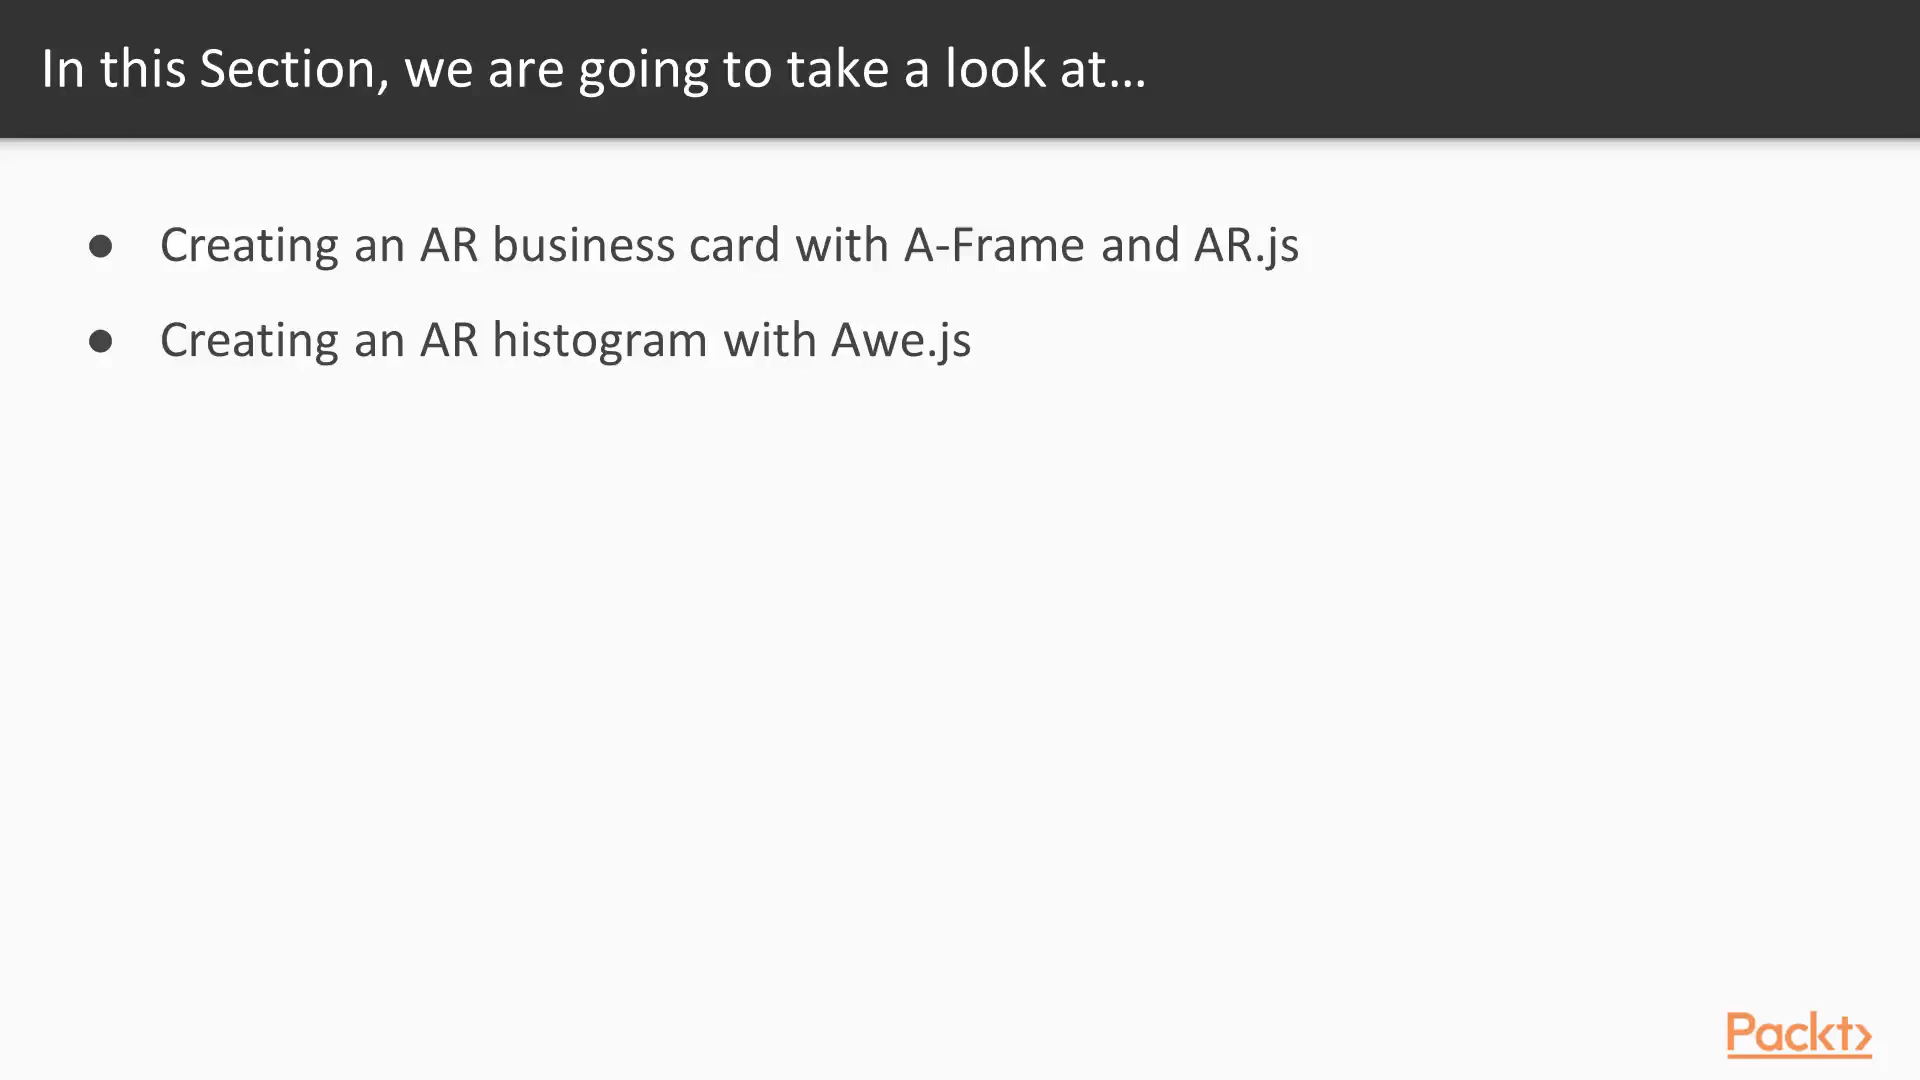 In this Section, we are going to take a look at…
● Creating an AR business card with A-Frame and AR.js
● Creating an AR histogram with Awe.js
Packt>